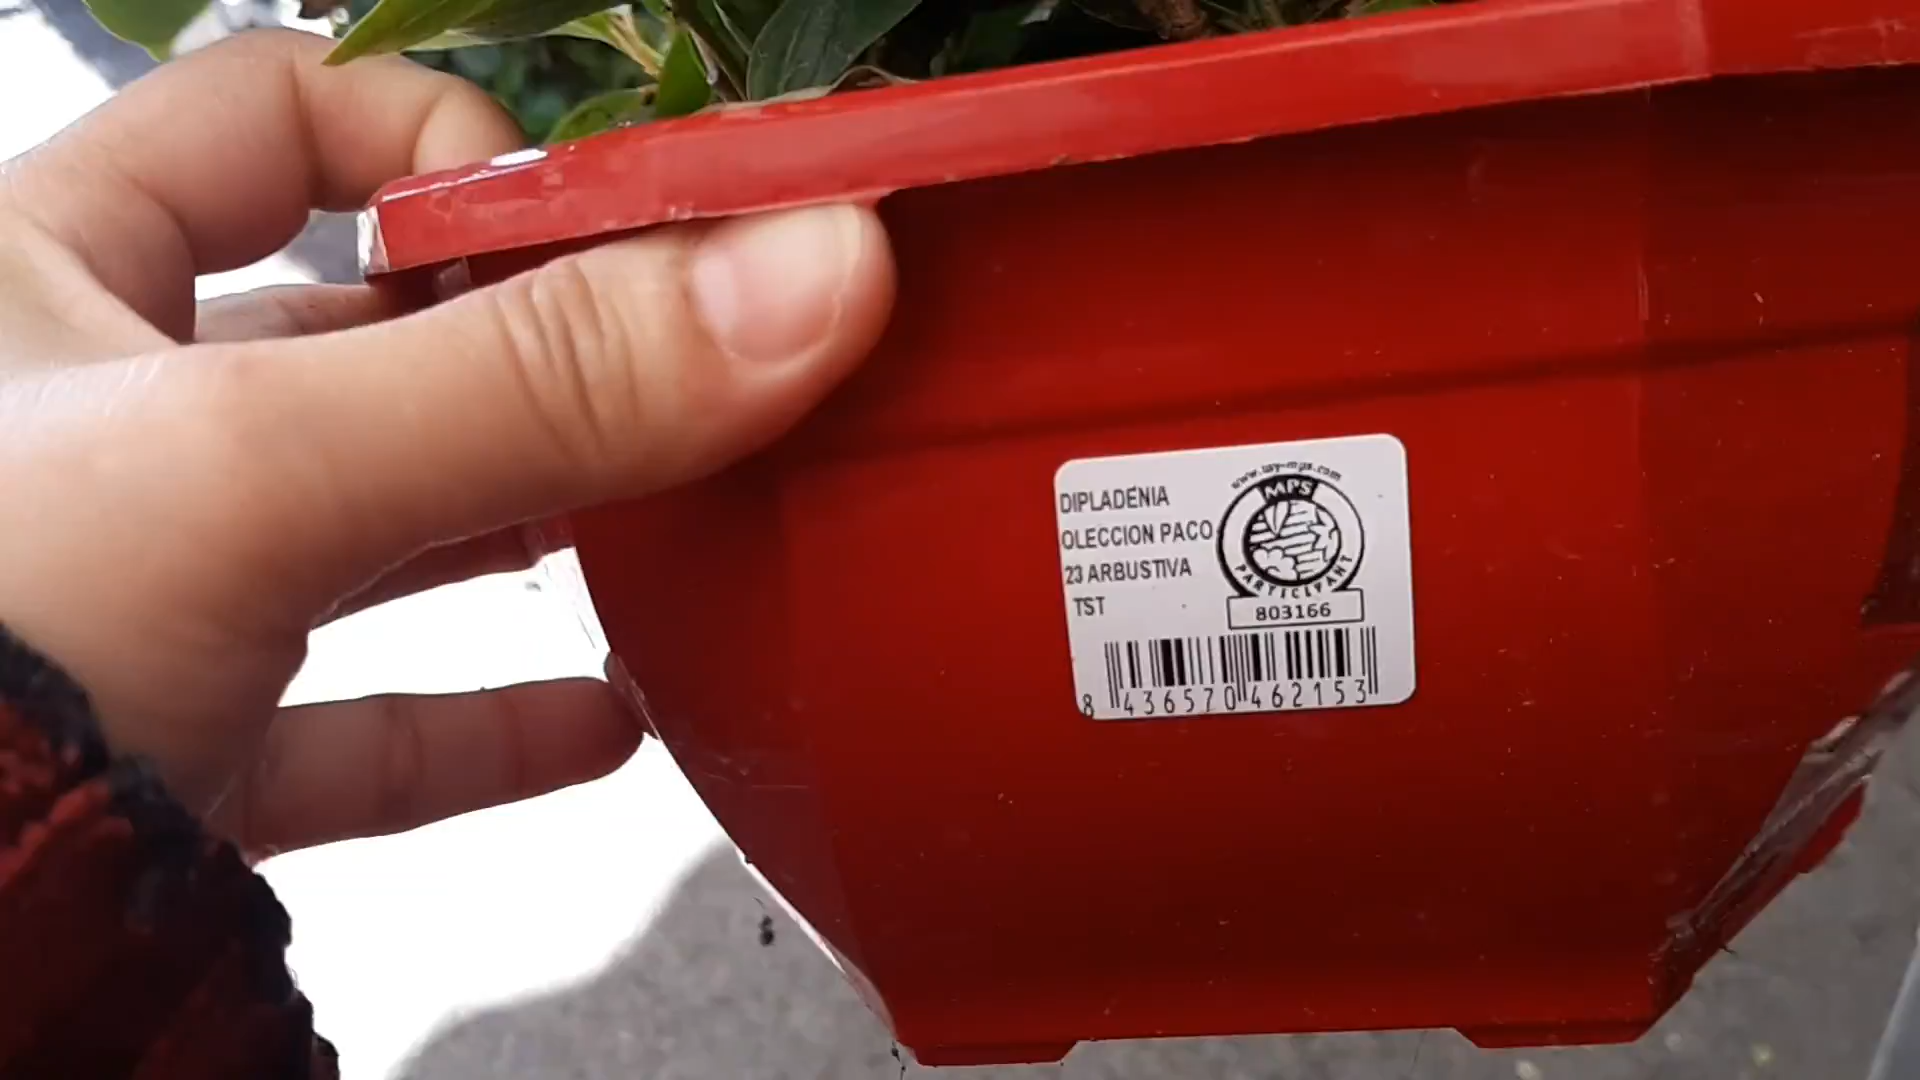 DIPLADENIA
OLECCION PACO
23 ARBUSTIVA
TST
MPS
PARTICIPANT
803166
8 436570 462153